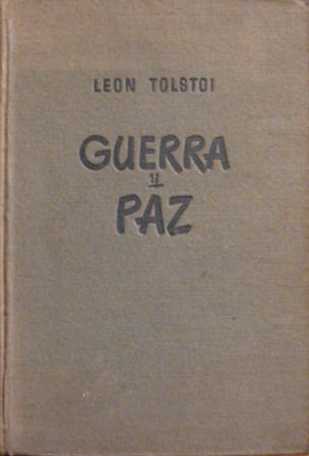 LEON TOLSTOI
GUERRA
y
PAZ